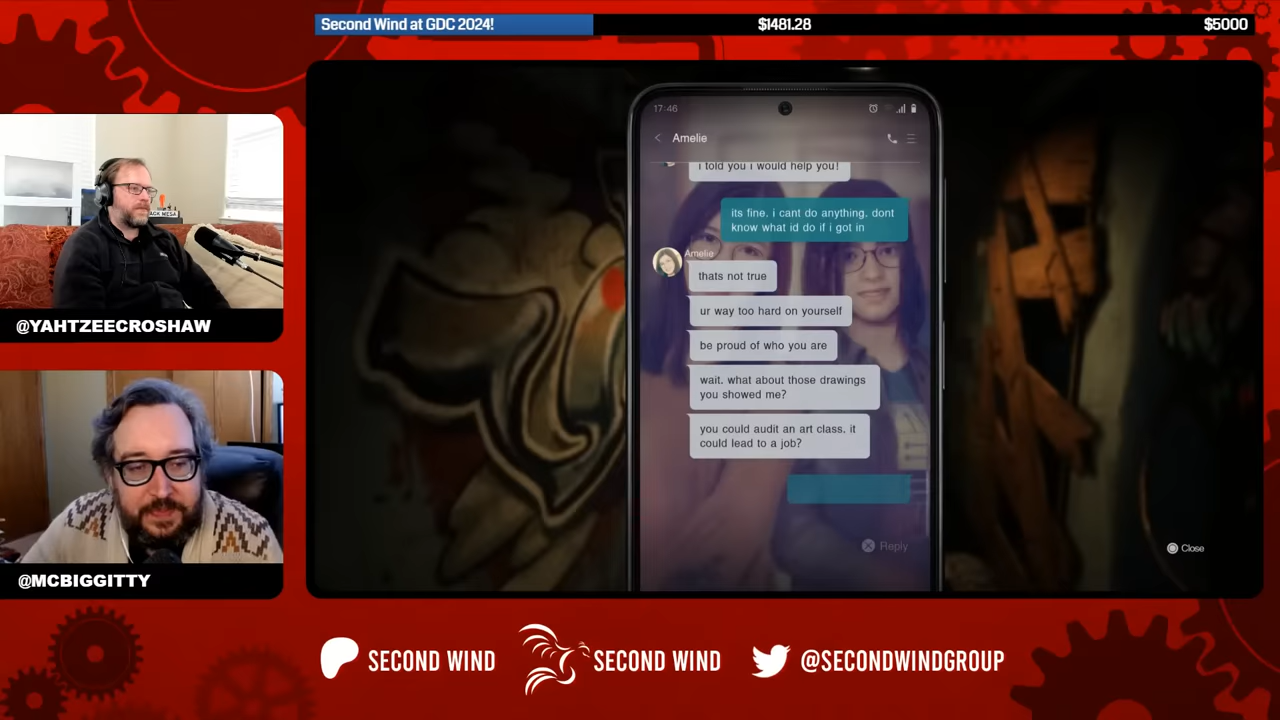 Second Wind at GDC 2024!
$1481.28
$5000
17:46
Amelie
i told you i would help you!
its fine. i cant do anything. dont
know what id do if i got in
Amelie
thats not true
ur way too hard on yourself
be proud of who you are
wait. what about those drawings
you showed me?
you could audit an art class. it
could lead to a job?
Reply
Close
ACK MESA
@YAHTZEECROSHAW
@MCBIGGITTY
SECOND WIND
SECOND WIND
@SECONDWINDGROUP